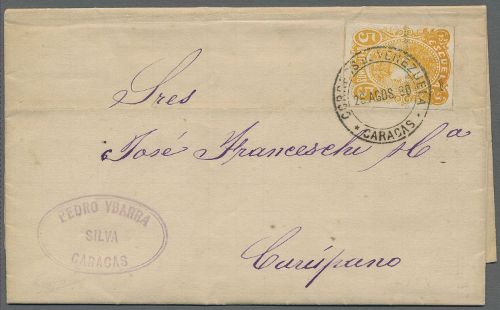 CORREOS DE VENEZUELA
CARACAS
Sres
José Franceschi & Ca
Carúpano
PEDRO YBARRA
SILVA
CARACAS